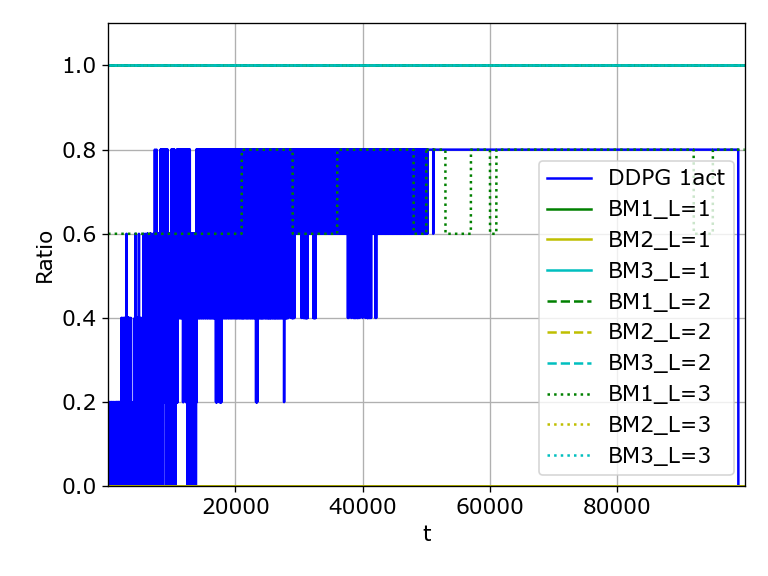 1.0
0.8
0.6
0.4
0.2
0.0
Ratio
20000 40000 60000 80000
t
DDPG 1act
BM1_L=1
BM2_L=1
BM3_L=1
BM1_L=2
BM2_L=2
BM3_L=2
BM1_L=3
BM2_L=3
BM3_L=3